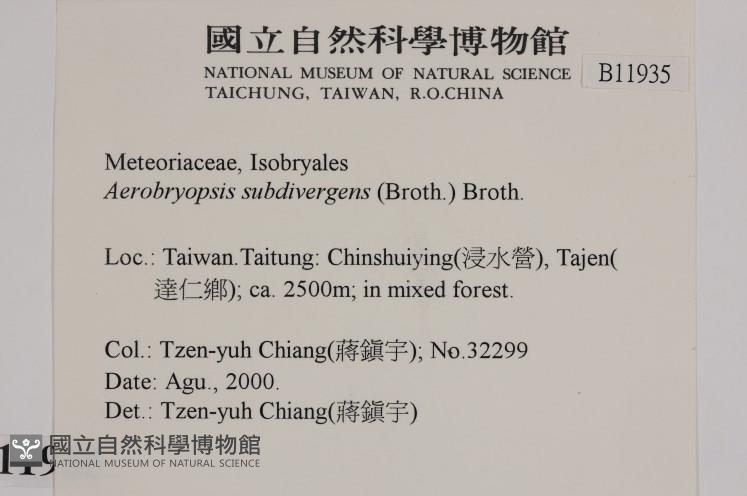 國立自然科學博物館
NATIONAL MUSEUM OF NATURAL SCIENCE
TAICHUNG, TAIWAN, R.O.CHINA
B11935
Meteoriaceae, Isobryales
Aerobryopsis subdivergens (Broth.) Broth.
Loc.: Taiwan.Taitung: Chinshuiying(浸水營), Tajen(
達仁鄉); ca. 2500m; in mixed forest.
Col.: Tzen-yuh Chiang(蔣鎭宇); No.32299
Date: Agu., 2000.
Det.: Tzen-yuh Chiang(蔣鎭宇)
119
國立自然科學博物館
NATIONAL MUSEUM OF NATURAL SCIENCE